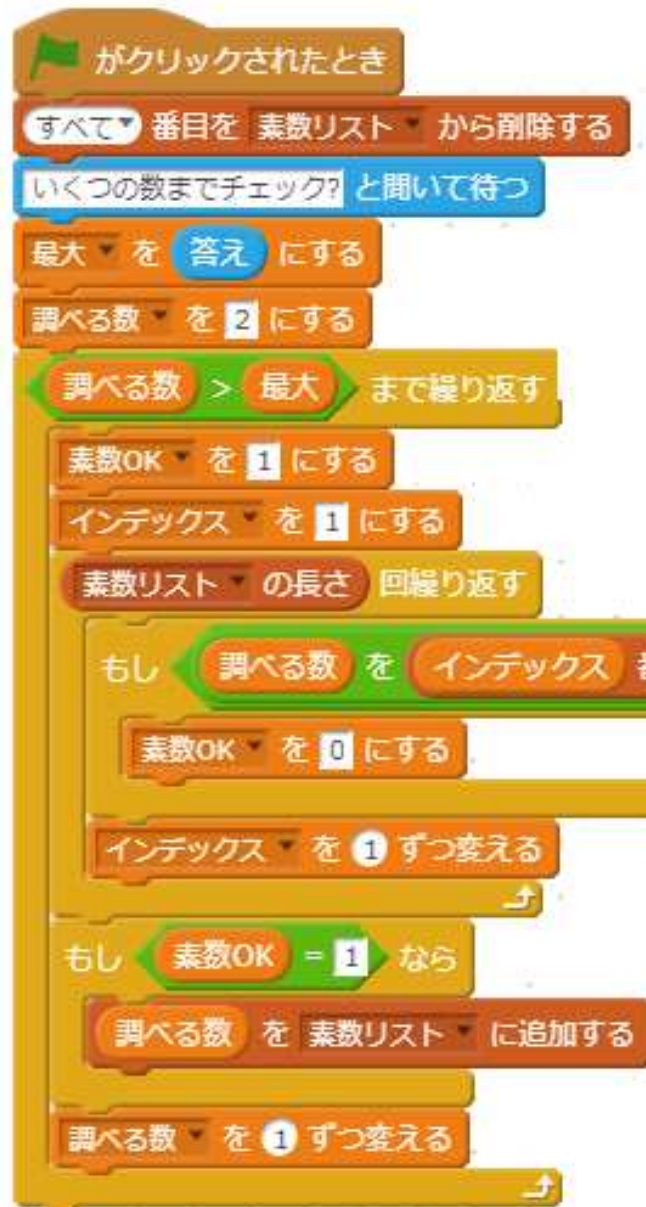 がクリックされたとき
すべて 番目を 素数リスト から削除する
いくつの数までチェック? と聞いて待つ
最大 を 答え にする
調べる数 を 2 にする
調べる数 > 最大 まで繰り返す
素数OK を 1 にする
インデックス を 1 にする
素数リスト の長さ 回繰り返す
もし 調べる数 を インデックス
素数OK を 0 にする
インデックス を 1 ずつ変える
もし 素数OK = 1 なら
調べる数 を 素数リスト に追加する
調べる数 を 1 ずつ変える